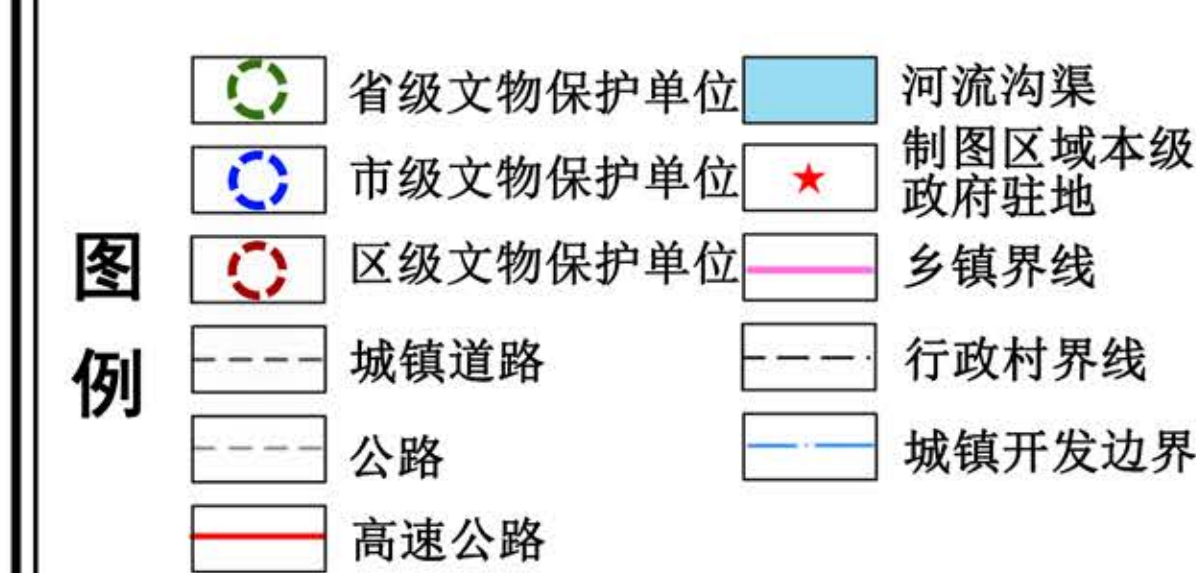 图例
省级文物保护单位
市级文物保护单位
区级文物保护单位
城镇道路
公路
高速公路
河流沟渠
制图区域本级
政府驻地
乡镇界线
行政村界线
城镇开发边界